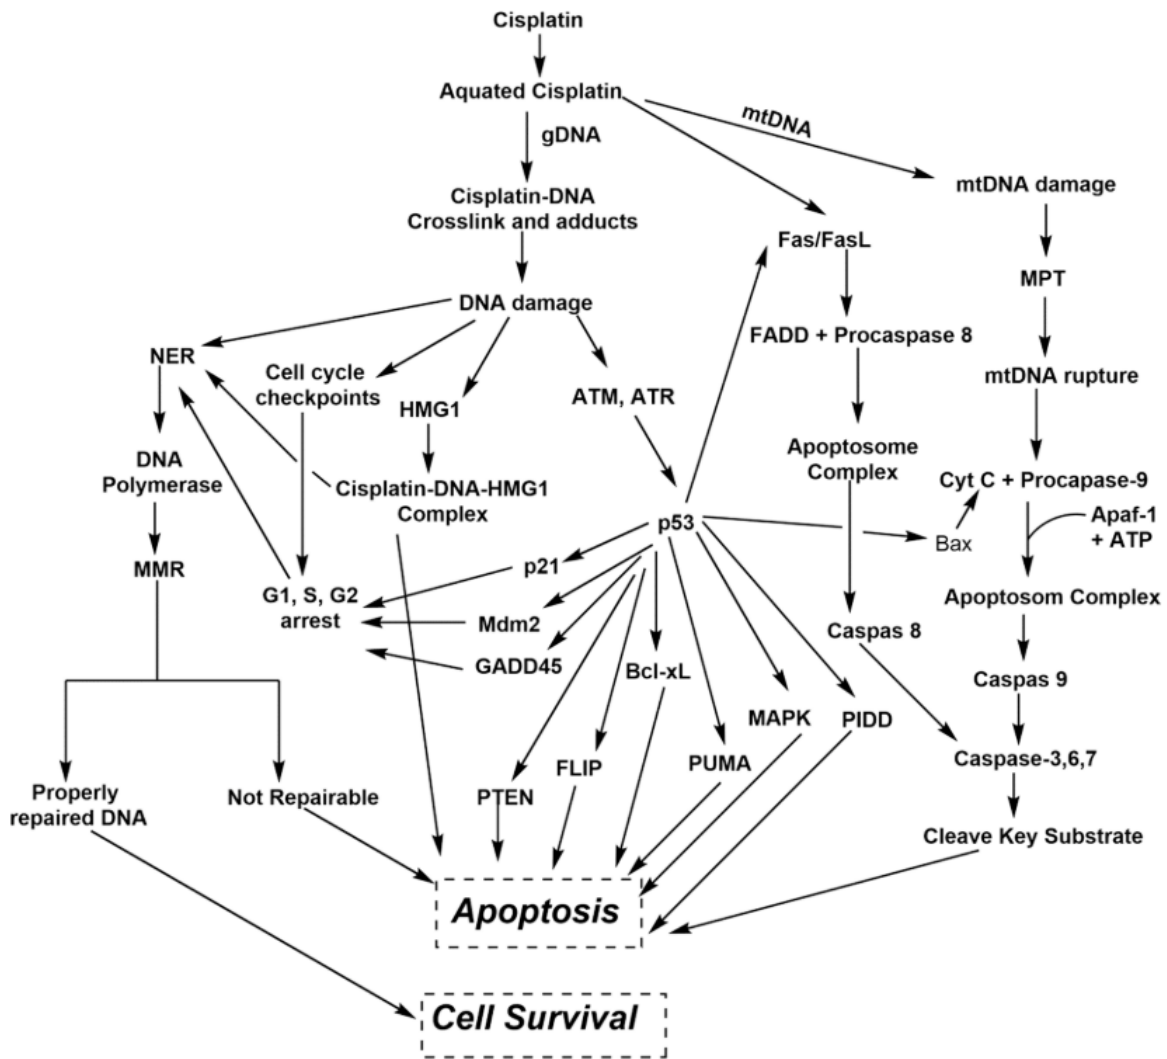 Cisplatin
Aquated Cisplatin
mtDNA
gDNA
mtDNA damage
Cisplatin-DNA
Crosslink and adducts
Fas/FasL
MPT
DNA damage
FADD + Procaspase 8
NER
Cell cycle
checkpoints
mtDNA rupture
HMG1
ATM, ATR
DNA
Polymerase
Apoptosome
Complex
Cisplatin-DNA-HMG1
Complex
Cyt C + Procapase-9
p53
Apaf-1
+ ATP
Bax
MMR
p21
G1, S, G2
arrest
Apoptosom Complex
Mdm2
Caspas 8
GADD45
Bcl-xL
Caspas 9
MAPK
PIDD
Caspase-3,6,7
FLIP
PUMA
Properly
repaired DNA
Not Repairable
PTEN
Cleave Key Substrate
Apoptosis
Cell Survival